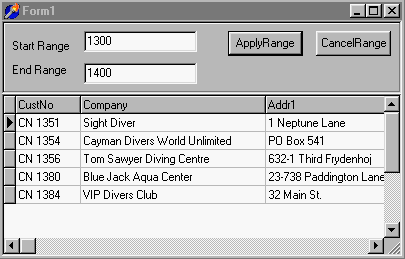 Form1
Start Range 1300 ApplyRange CancelRange
End Range 1400
CustNo Company Addr1
CN 1351 Sight Diver 1 Neptune Lane
CN 1354 Cayman Divers World Unlimited PO Box 541
CN 1356 Tom Sawyer Diving Centre 632-1 Third Frydenhoj
CN 1380 Blue Jack Aqua Center 23-738 Paddington Lane
CN 1384 VIP Divers Club 32 Main St.